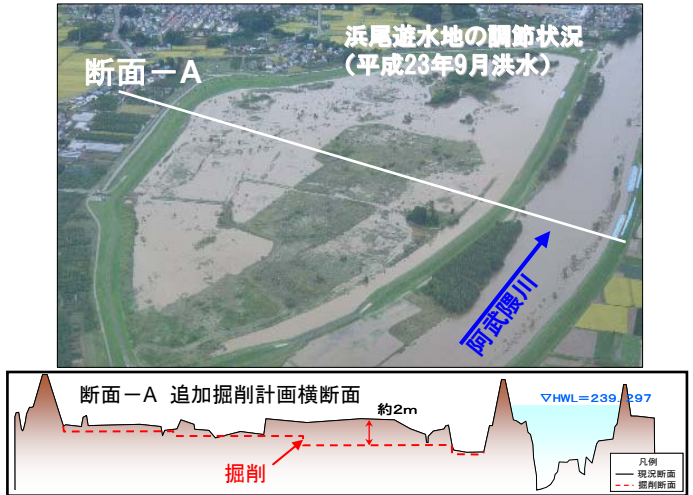 浜尾遊水地の調節状況
（平成23年9月洪水）
断面－A
阿武隈川
断面－A 追加掘削計画横断面
約2m
▽HWL=239.297
掘削
凡例
現況断面
掘削断面